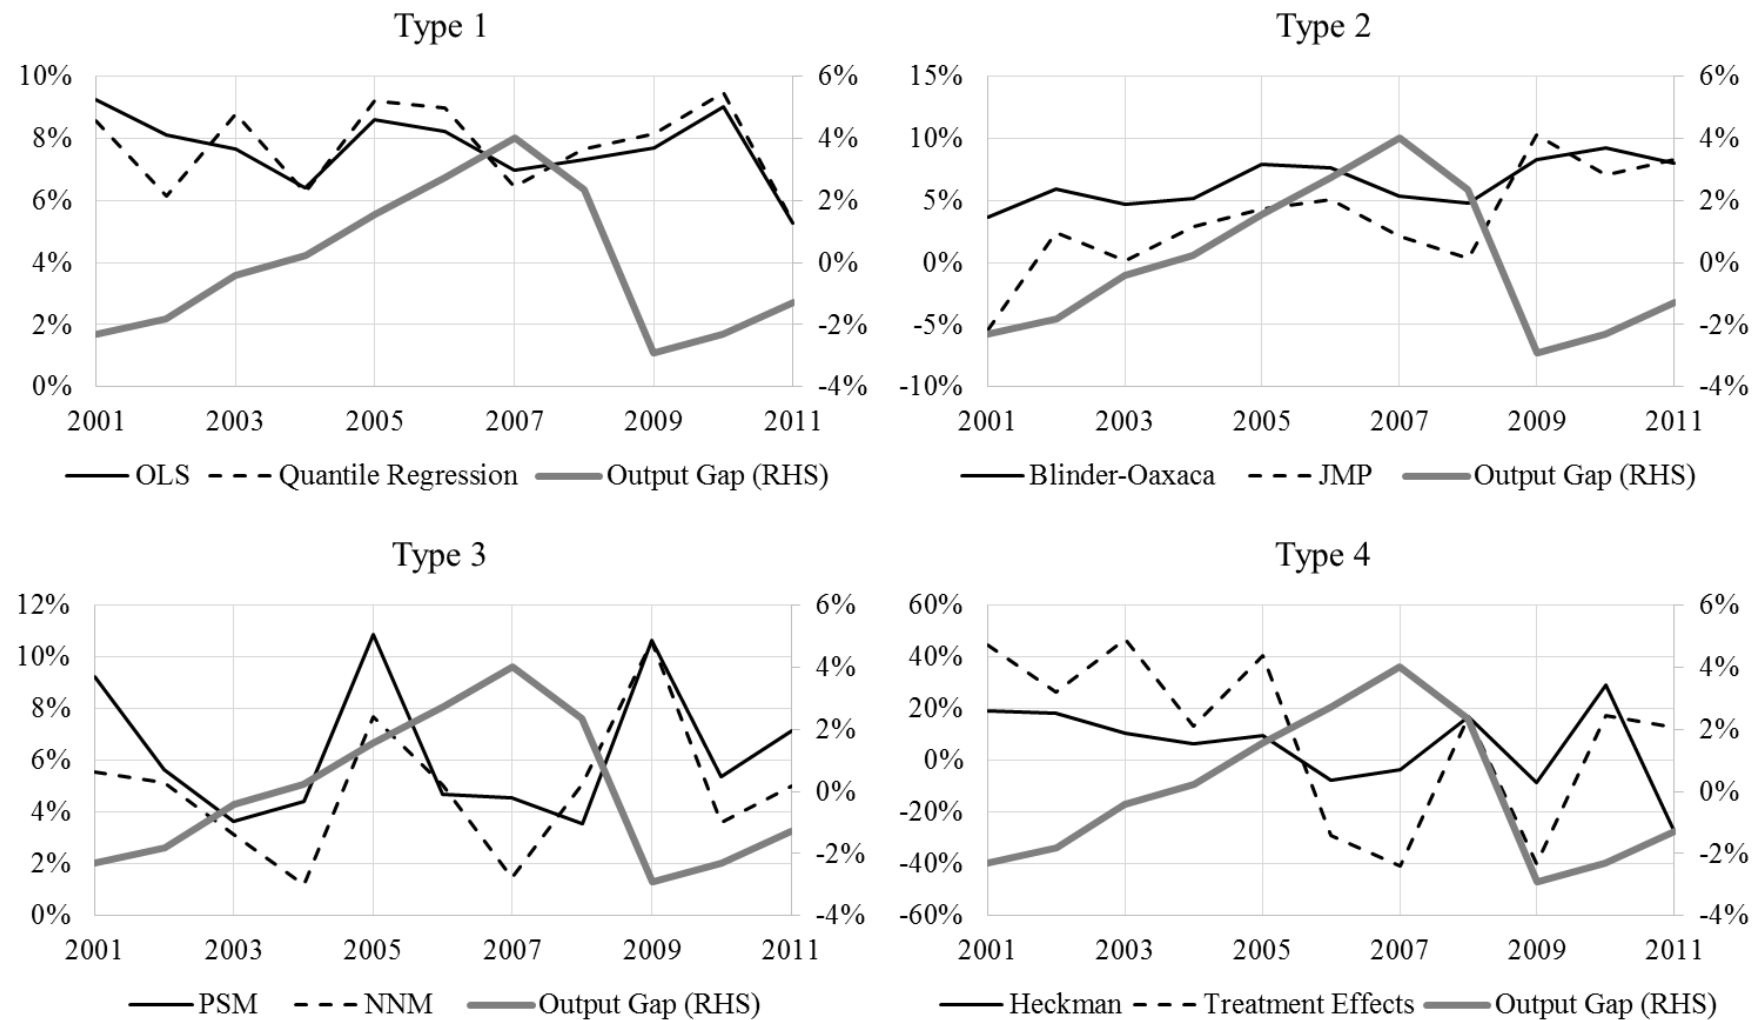 Type 1
10% 6%
8% 4%
6% 2%
4% 0%
2% -2%
0% -4%
2001 2003 2005 2007 2009 2011
OLS Quantile Regression Output Gap (RHS)
Type 2
15% 6%
10% 4%
5% 2%
0% 0%
-5% -2%
-10% -4%
2001 2003 2005 2007 2009 2011
Blinder-Oaxaca JMP Output Gap (RHS)
Type 3
12% 6%
10% 4%
8% 2%
6% 0%
4% -2%
2% -4%
0%
2001 2003 2005 2007 2009 2011
PSM NNM Output Gap (RHS)
Type 4
60% 6%
40% 4%
20% 2%
0% 0%
-20% -2%
-40% -4%
-60%
2001 2003 2005 2007 2009 2011
Heckman Treatment Effects Output Gap (RHS)